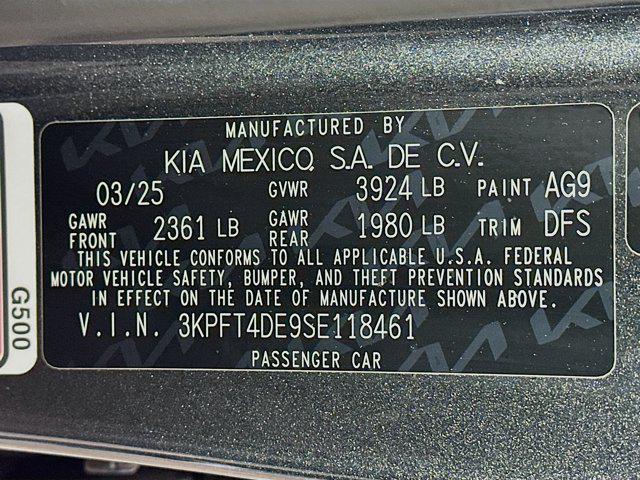 MANUFACTURED BY
KIA MEXICO, S.A. DE C.V.
03/25 GVWR 3924 LB PAINT AG9
GAWR FRONT 2361 LB GAWR REAR 1980 LB TRIM DFS
THIS VEHICLE CONFORMS TO ALL APPLICABLE U.S.A. FEDERAL
MOTOR VEHICLE SAFETY, BUMPER, AND THEFT PREVENTION STANDARDS
IN EFFECT ON THE DATE OF MANUFACTURE SHOWN ABOVE.
V.I.N. 3KPFT4DE9SE118461
PASSENGER CAR
G500